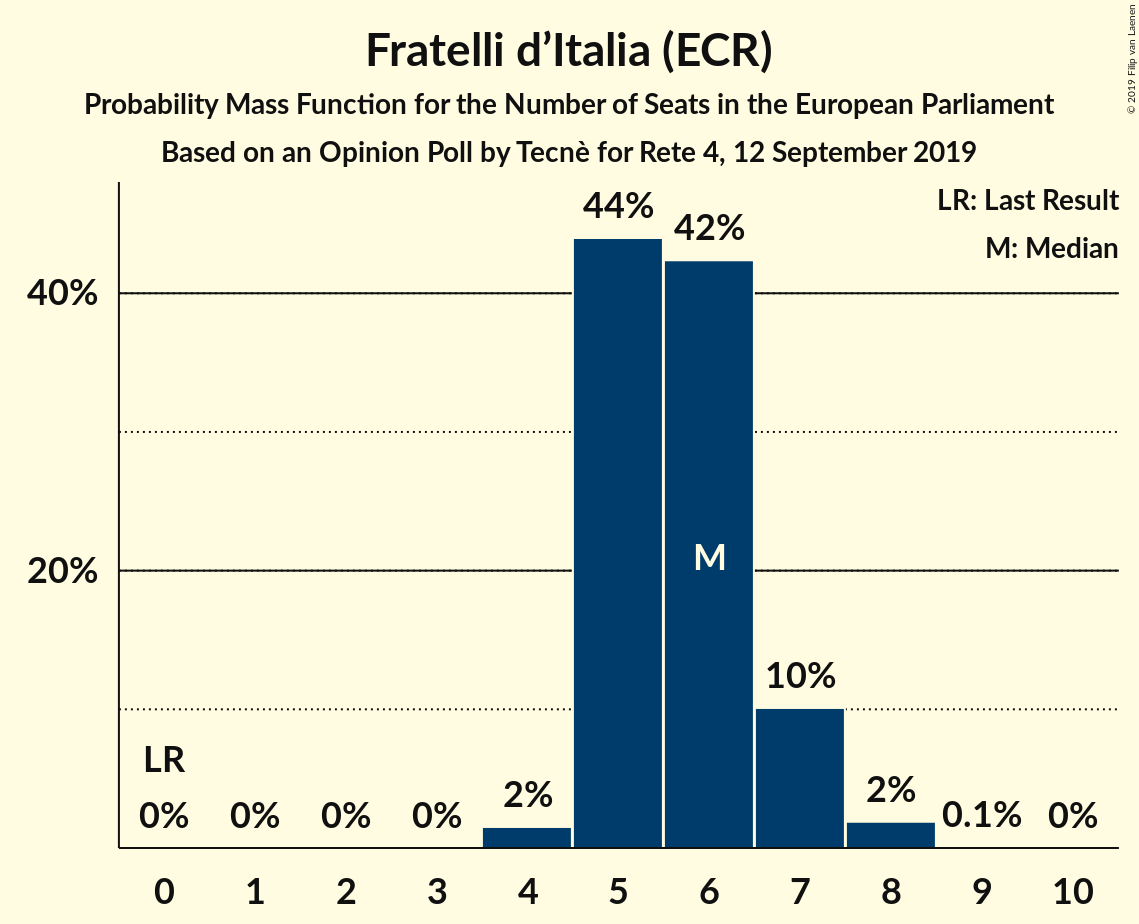 Fratelli d’Italia (ECR)
Probability Mass Function for the Number of Seats in the European Parliament
Based on an Opinion Poll by Tecnè for Rete 4, 12 September 2019
© 2019 Filip van Laenen
LR: Last Result
M: Median
44%
42%
40%
M
20%
10%
LR
0%
0%
0%
0%
2%
2%
0.1%
0%
0 1 2 3 4 5 6 7 8 9 10